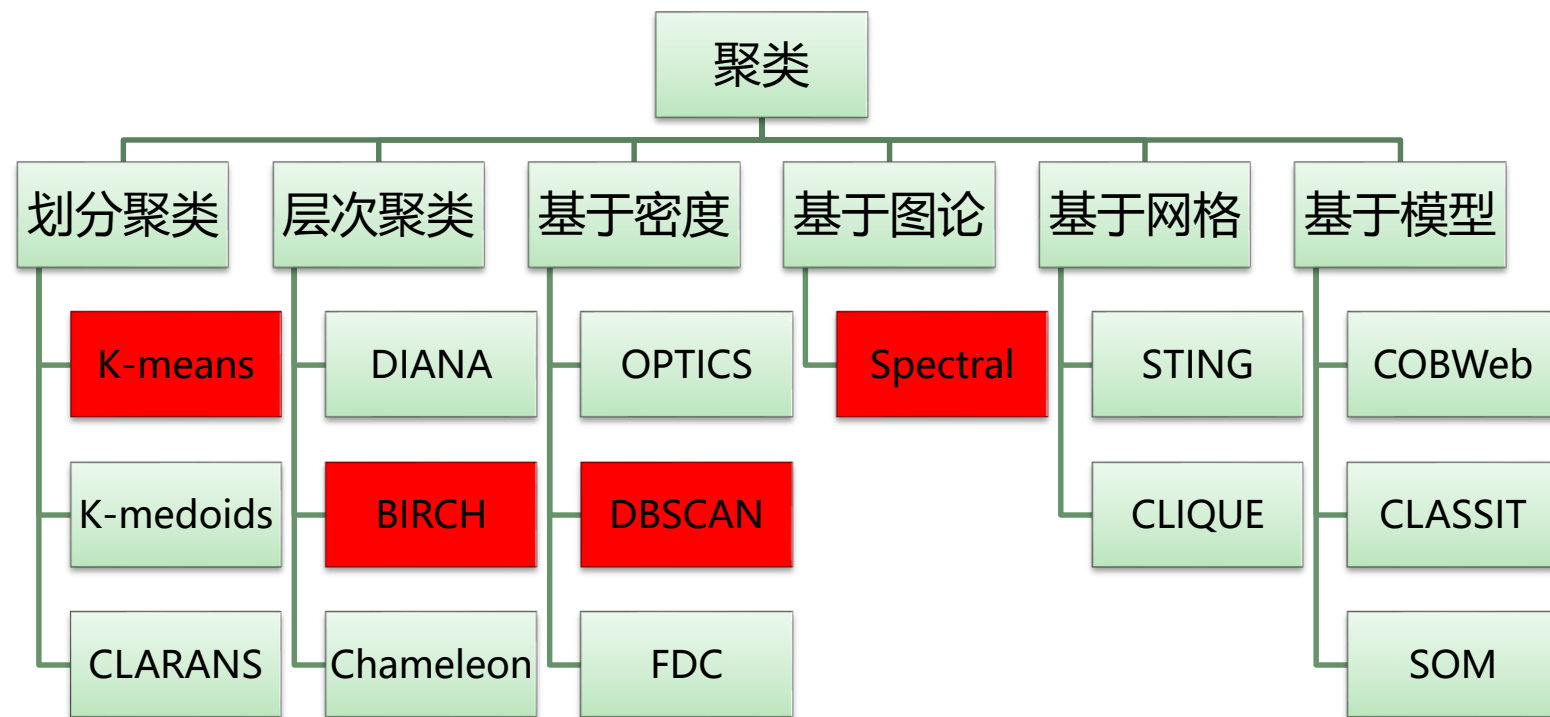 聚类
划分聚类
层次聚类
基于密度
基于图论
基于网格
基于模型
K-means
DIANA
OPTICS
Spectral
STING
COBWeb
K-medoids
BIRCH
DBSCAN
CLIQUE
CLASSIT
CLARANS
Chameleon
FDC
SOM